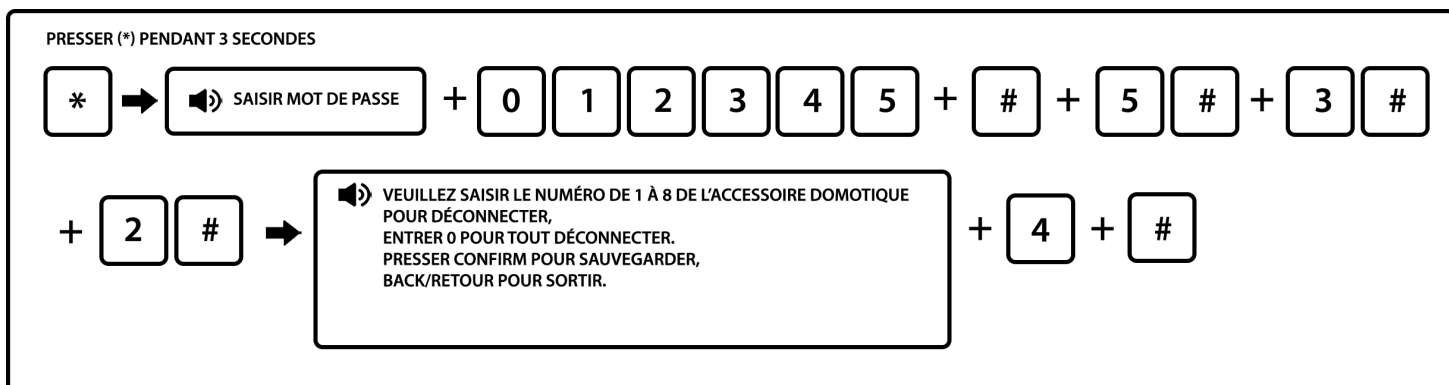 PRESSER (*) PENDANT 3 SECONDES
* SAISIR MOT DE PASSE + 0 1 2 3 4 5 + # + 5 # + 3 #
+ 2 # VEUILLEZ SAISIR LE NUMÉRO DE 1 À 8 DE L’ACCESSOIRE DOMOTIQUE
POUR DÉCONNECTER,
ENTRER 0 POUR TOUT DÉCONNECTER.
PRESSER CONFIRM POUR SAUVEGARDER,
BACK/RETOUR POUR SORTIR.
+ 4 + #